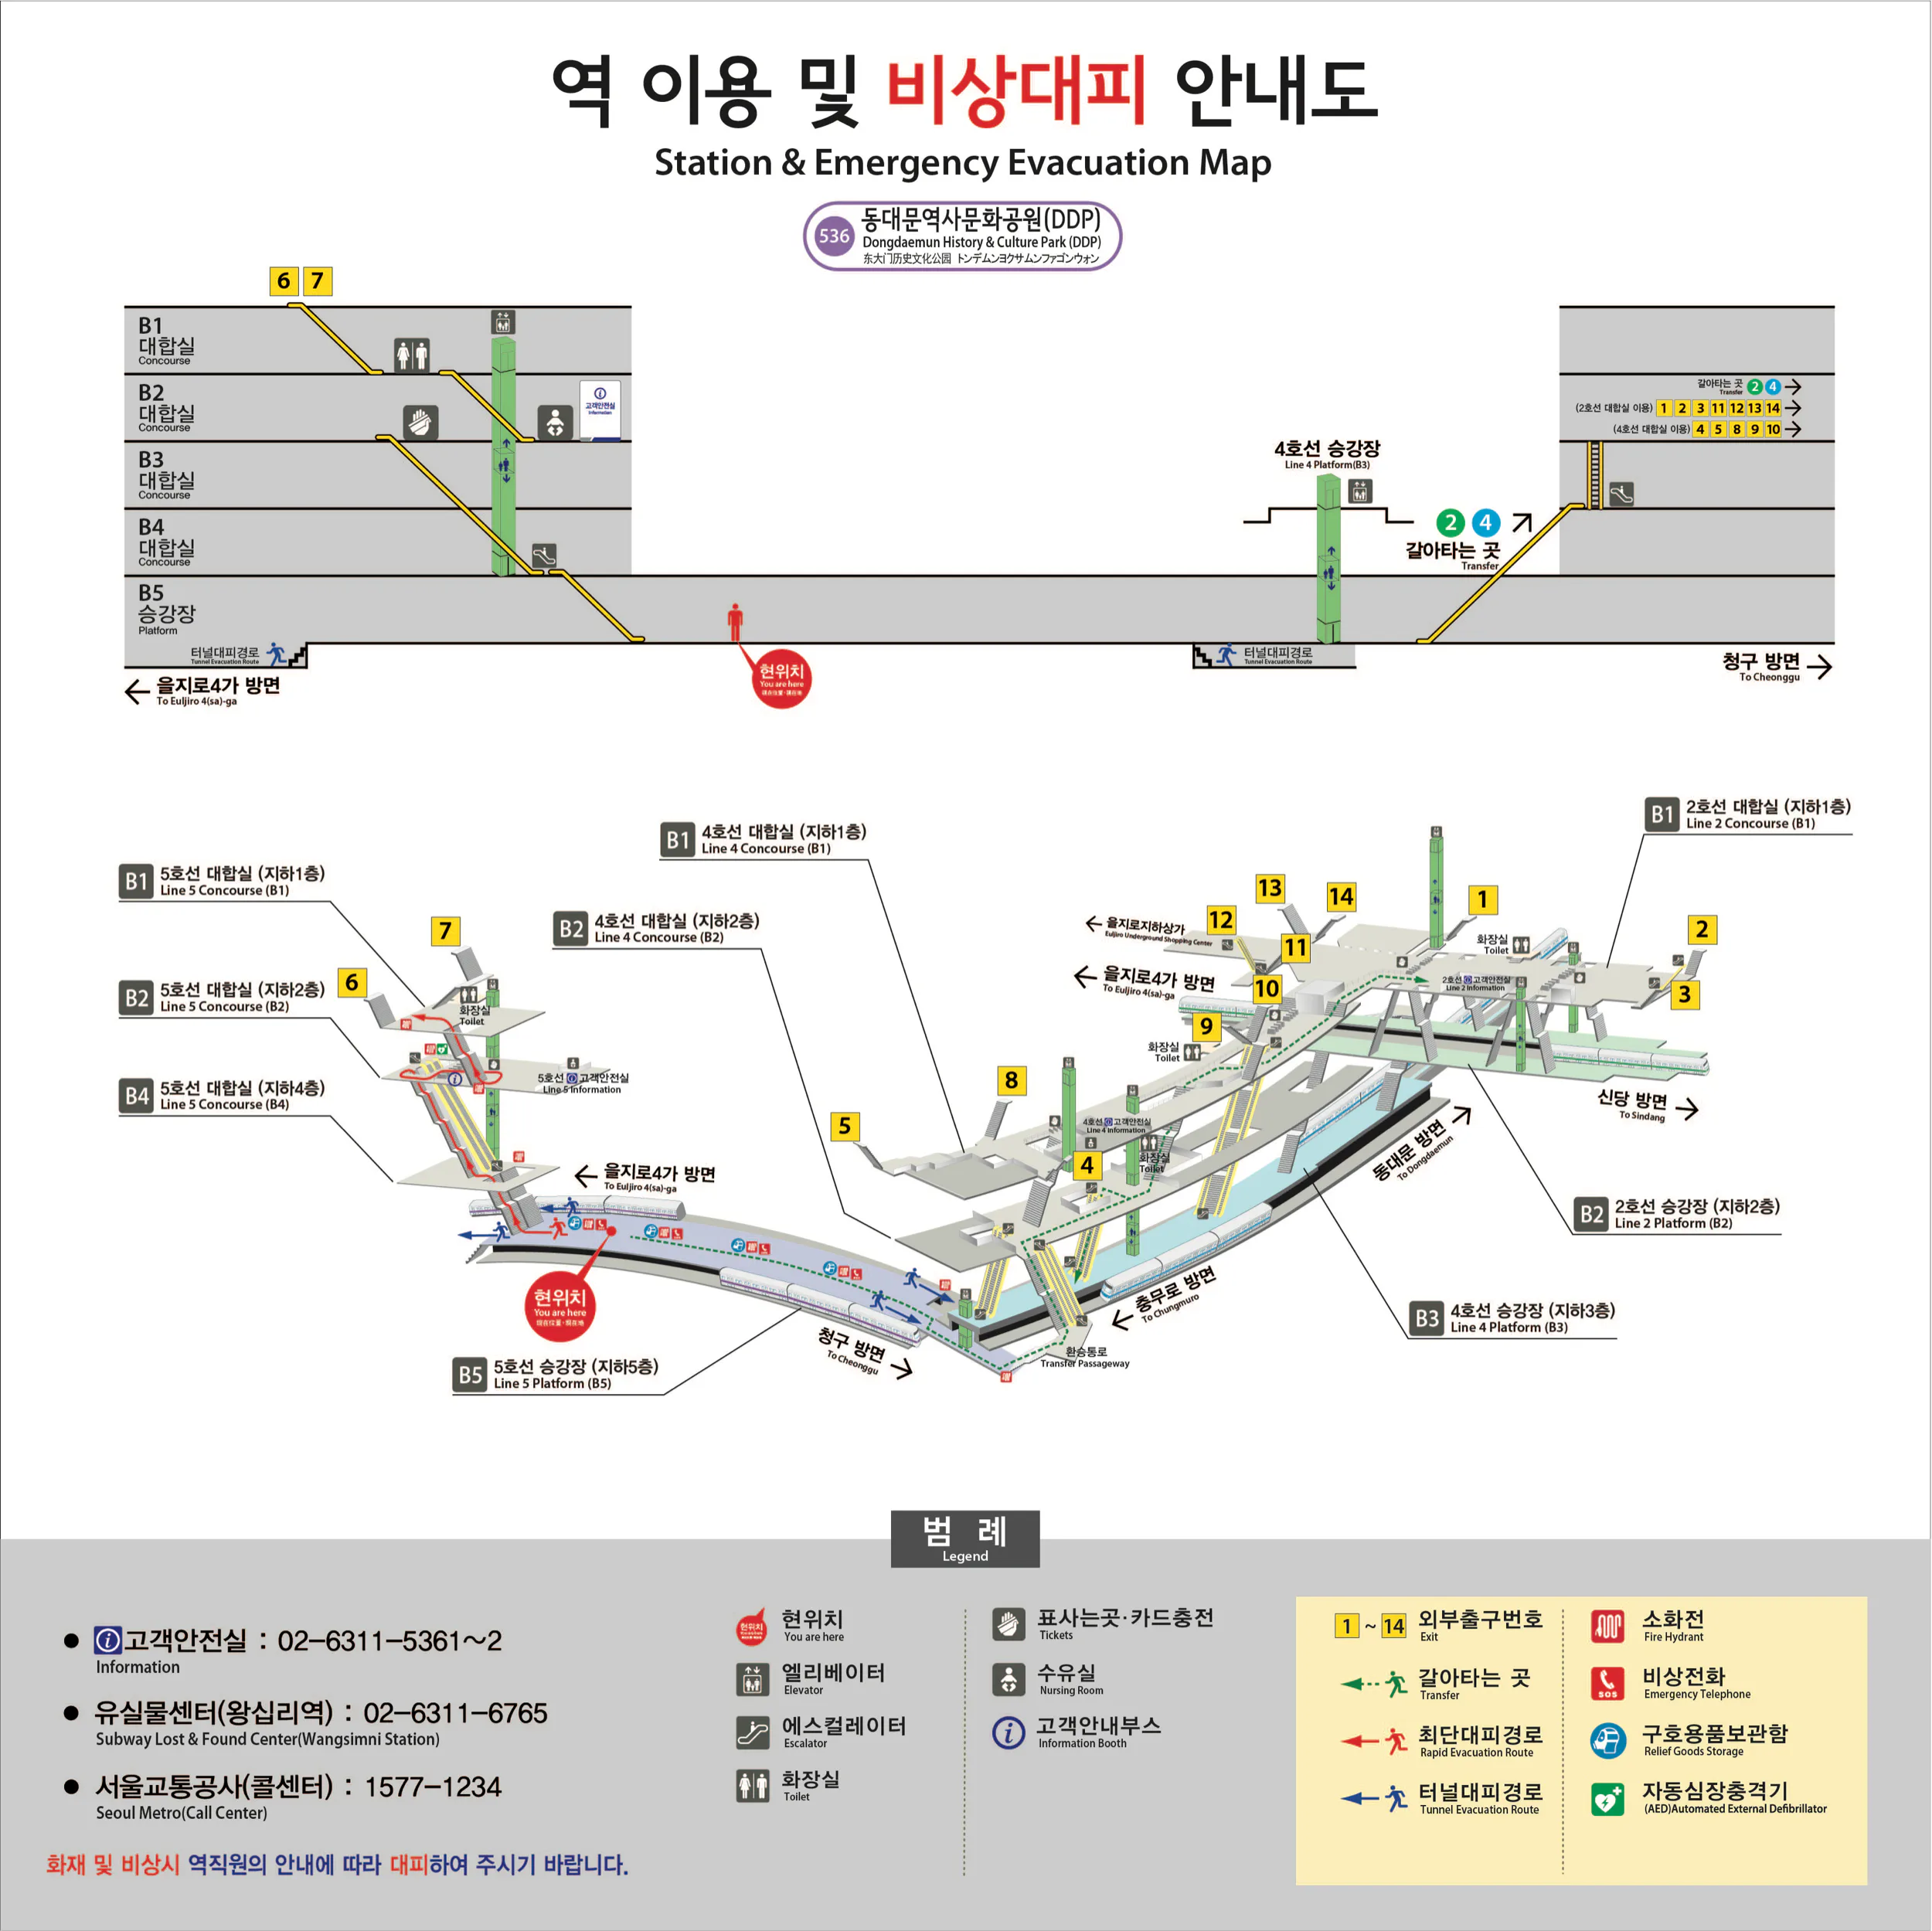 역 이용 및 비상대피 안내도
Station & Emergency Evacuation Map
536
동대문역사문화공원(DDP)
Dongdaemun History & Culture Park (DDP)
东大门历史文化公园 トンデムンヨクサムンファゴンウォン
6 7
B1
대합실
Concourse
B2
대합실
Concourse
고객안전실
Information
B3
대합실
Concourse
B4
대합실
Concourse
B5
승강장
Platform
터널대피경로
Tunnel Evacuation Route
← 을지로4가 방면
To Euljiro 4(sa)-ga
현위치
You are here
4호선 승강장
Line 4 Platform(B3)
2 4
갈아타는 곳
Transfer
갈아타는 곳 2 4 →
Transfer
(2호선 대합실 이용) 1 2 3 11 12 13 14 →
(4호선 대합실 이용) 4 5 8 9 10 →
터널대피경로
Tunnel Evacuation Route
청구 방면 →
To Cheonggu
B1 5호선 대합실 (지하1층)
Line 5 Concourse (B1)
B2 5호선 대합실 (지하2층)
Line 5 Concourse (B2)
B4 5호선 대합실 (지하4층)
Line 5 Concourse (B4)
B1 4호선 대합실 (지하1층)
Line 4 Concourse (B1)
B2 4호선 대합실 (지하2층)
Line 4 Concourse (B2)
B1 2호선 대합실 (지하1층)
Line 2 Concourse (B1)
7
6
화장실
Toilet
5호선 고객안전실
Line 5 Information
← 을지로4가 방면
To Euljiro 4(sa)-ga
현위치
You are here
B5 5호선 승강장 (지하5층)
Line 5 Platform (B5)
청구 방면 →
To Cheonggu
환승통로
Transfer Passageway
← 충무로 방면
To Chungmuro
동대문 방면 →
To Dongdaemun
B3 4호선 승강장 (지하3층)
Line 4 Platform (B3)
B2 2호선 승강장 (지하2층)
Line 2 Platform (B2)
신당 방면 →
To Sindang
← 을지로지하상가
Euljiro Underground Shopping Center
← 을지로4가 방면
To Euljiro 4(sa)-ga
13
14
12
11
10
9
8
5
4
1
2
3
화장실
Toilet
화장실
Toilet
화장실
Toilet
2호선 고객안전실
Line 2 Information
4호선 고객안전실
Line 4 Information
범 례
Legend
● 고객안전실 : 02-6311-5361~2
Information
● 유실물센터(왕십리역) : 02-6311-6765
Subway Lost & Found Center(Wangsimni Station)
● 서울교통공사(콜센터) : 1577-1234
Seoul Metro(Call Center)
화재 및 비상시 역직원의 안내에 따라 대피하여 주시기 바랍니다.
현위치
You are here
엘리베이터
Elevator
에스컬레이터
Escalator
화장실
Toilet
표사는곳·카드충전
Tickets
수유실
Nursing Room
고객안내부스
Information Booth
1 ~ 14 외부출구번호
Exit
갈아타는 곳
Transfer
최단대피경로
Rapid Evacuation Route
터널대피경로
Tunnel Evacuation Route
소화전
Fire Hydrant
SOS
비상전화
Emergency Telephone
구호용품보관함
Relief Goods Storage
자동심장충격기
(AED)Automated External Defibrillator